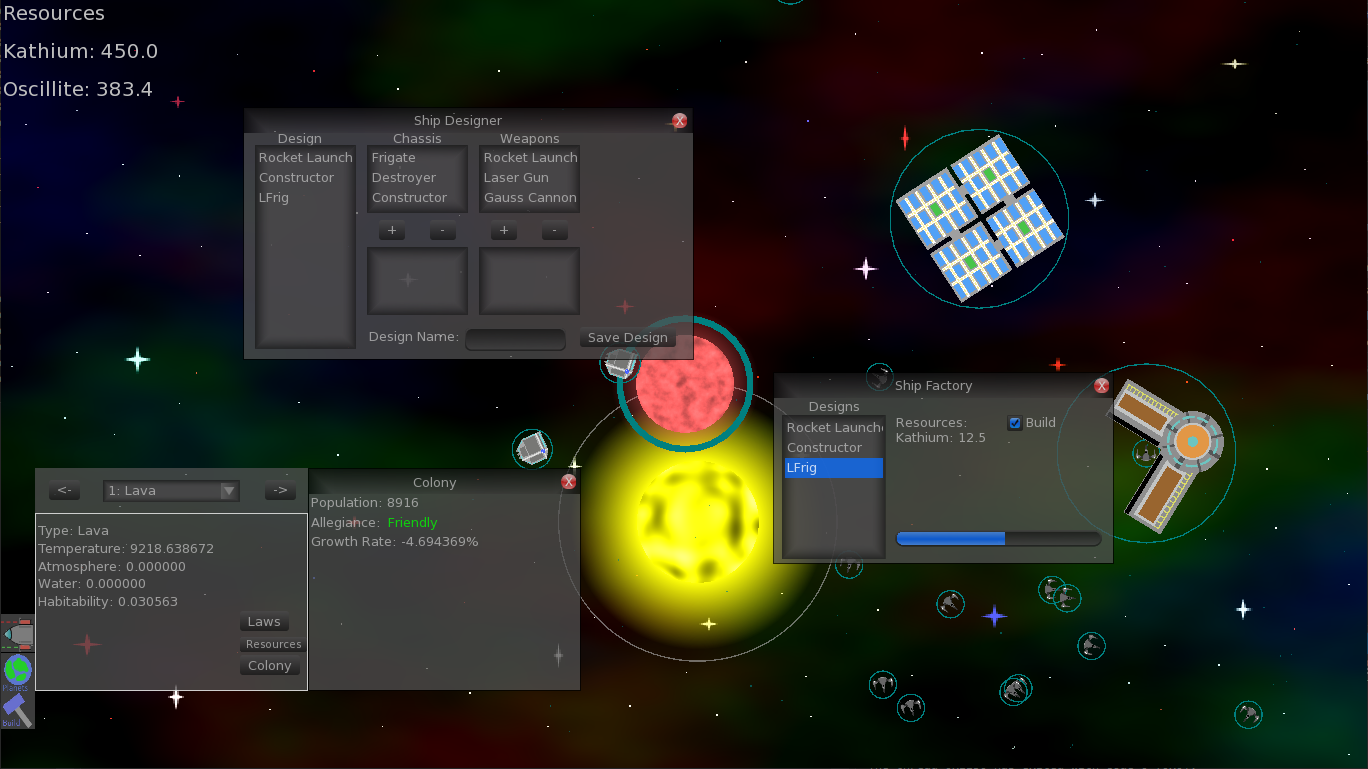 Resources
Kathium: 450.0
Oscillite: 383.4
Ship Designer
X
Design
Chassis
Weapons
Rocket Launch
Constructor
LFrig
Frigate
Destroyer
Constructor
Rocket Launch
Laser Gun
Gauss Cannon
+
-
+
-
Design Name:
Save Design
Ship Factory
X
Designs
Rocket Launche
Constructor
LFrig
Resources:
Kathium: 12.5
Build
<-
1: Lava
->
Type: Lava
Temperature: 9218.638672
Atmosphere: 0.000000
Water: 0.000000
Habitability: 0.030563
Laws
Resources
Colony
Colony
X
Population: 8916
Allegiance: Friendly
Growth Rate: -4.694369%
Planets
Build